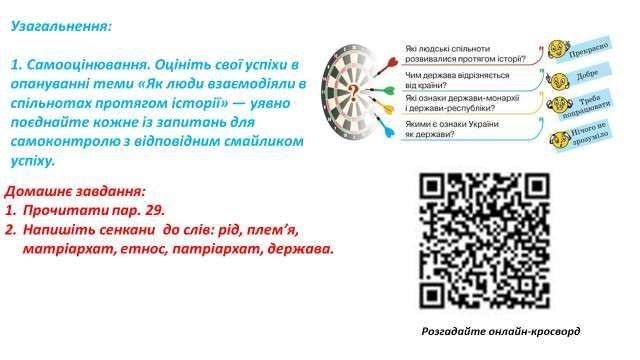 Узагальнення:
1. Самооцінювання. Оцініть свої успіхи в
опануванні теми «Як люди взаємодіяли в
спільнотах протягом історії» — уявно
поєднайте кожне із запитань для
самоконтролю з відповідним смайликом
успіху.
Домашнє завдання:
1. Прочитати пар. 29.
2. Напишіть сенкани до слів: рід, плем’я,
матріархат, етнос, патріархат, держава.
?
Які людські спільноти
розвивалися протягом історії?
Чим держава відрізняється
від країни?
Які ознаки держави-монархії
і держави-республіки?
Якими є ознаки України
як держави?
Прекрасно
Добре
Треба
попрацювати
Нічого не
зрозуміло
Розгадайте онлайн-кросворд